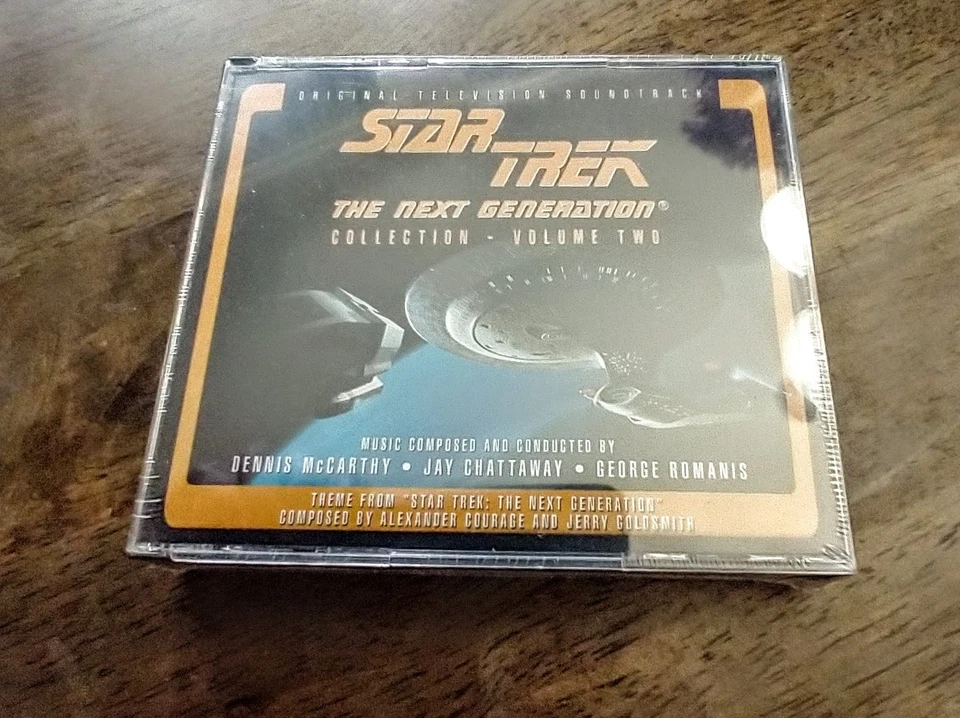 ORIGINAL TELEVISION SOUNDTRACK
STAR TREK
THE NEXT GENERATION®
COLLECTION - VOLUME TWO
MUSIC COMPOSED AND CONDUCTED BY
DENNIS McCARTHY • JAY CHATTAWAY • GEORGE ROMANIS
THEME FROM "STAR TREK: THE NEXT GENERATION"
COMPOSED BY ALEXANDER COURAGE AND JERRY GOLDSMITH